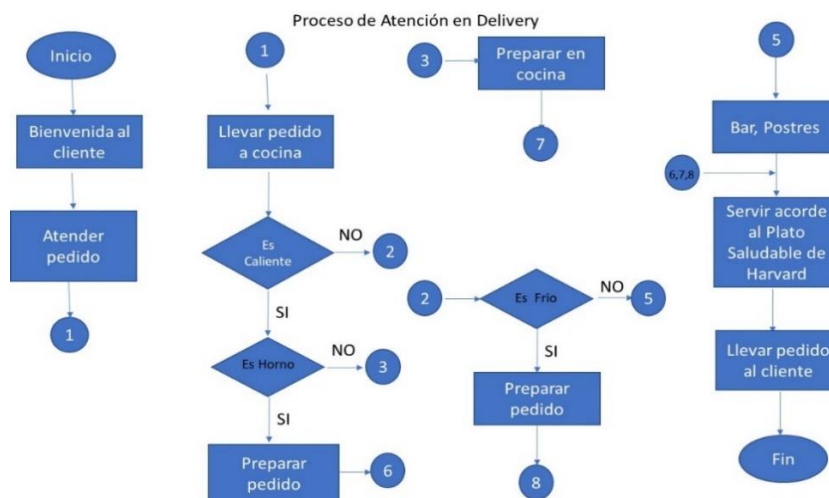 Proceso de Atención en Delivery
Inicio
Bienvenida al
cliente
Atender
pedido
1
1
Llevar pedido
a cocina
Es
Caliente
NO
2
SI
Es Horno
NO
3
SI
Preparar
pedido
6
3
Preparar en
cocina
7
2
Es Frio
NO
5
SI
Preparar
pedido
8
5
Bar, Postres
6,7,8
Servir acorde
al Plato
Saludable de
Harvard
Llevar pedido
al cliente
Fin